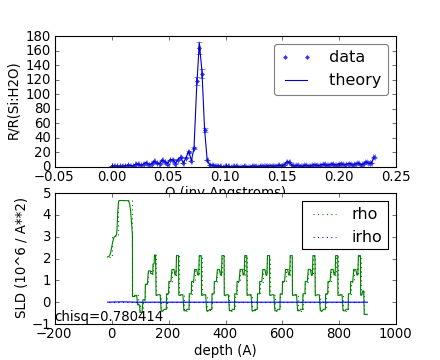 180
160
140
120
100
80
60
40
20
0
R/R(Si:H2O)
data
theory
−0.05 0.00 0.05 0.10 0.15 0.20 0.25
Q (inv Angstroms)
5
4
3
2
1
0
−1
SLD (10^6 / A**2)
rho
irho
chisq=0.780414
−200 0 200 400 600 800 1000
depth (A)